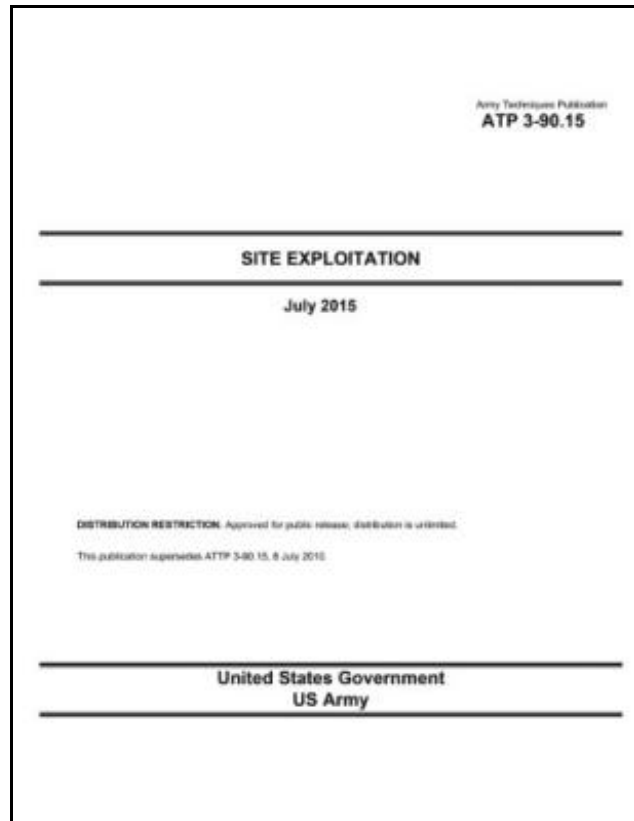 Army Techniques Publication
ATP 3-90.15
SITE EXPLOITATION
July 2015
DISTRIBUTION RESTRICTION: Approved for public release; distribution is unlimited.
This publication supersedes ATTP 3-90.15, 8 July 2010.
United States Government
US Army